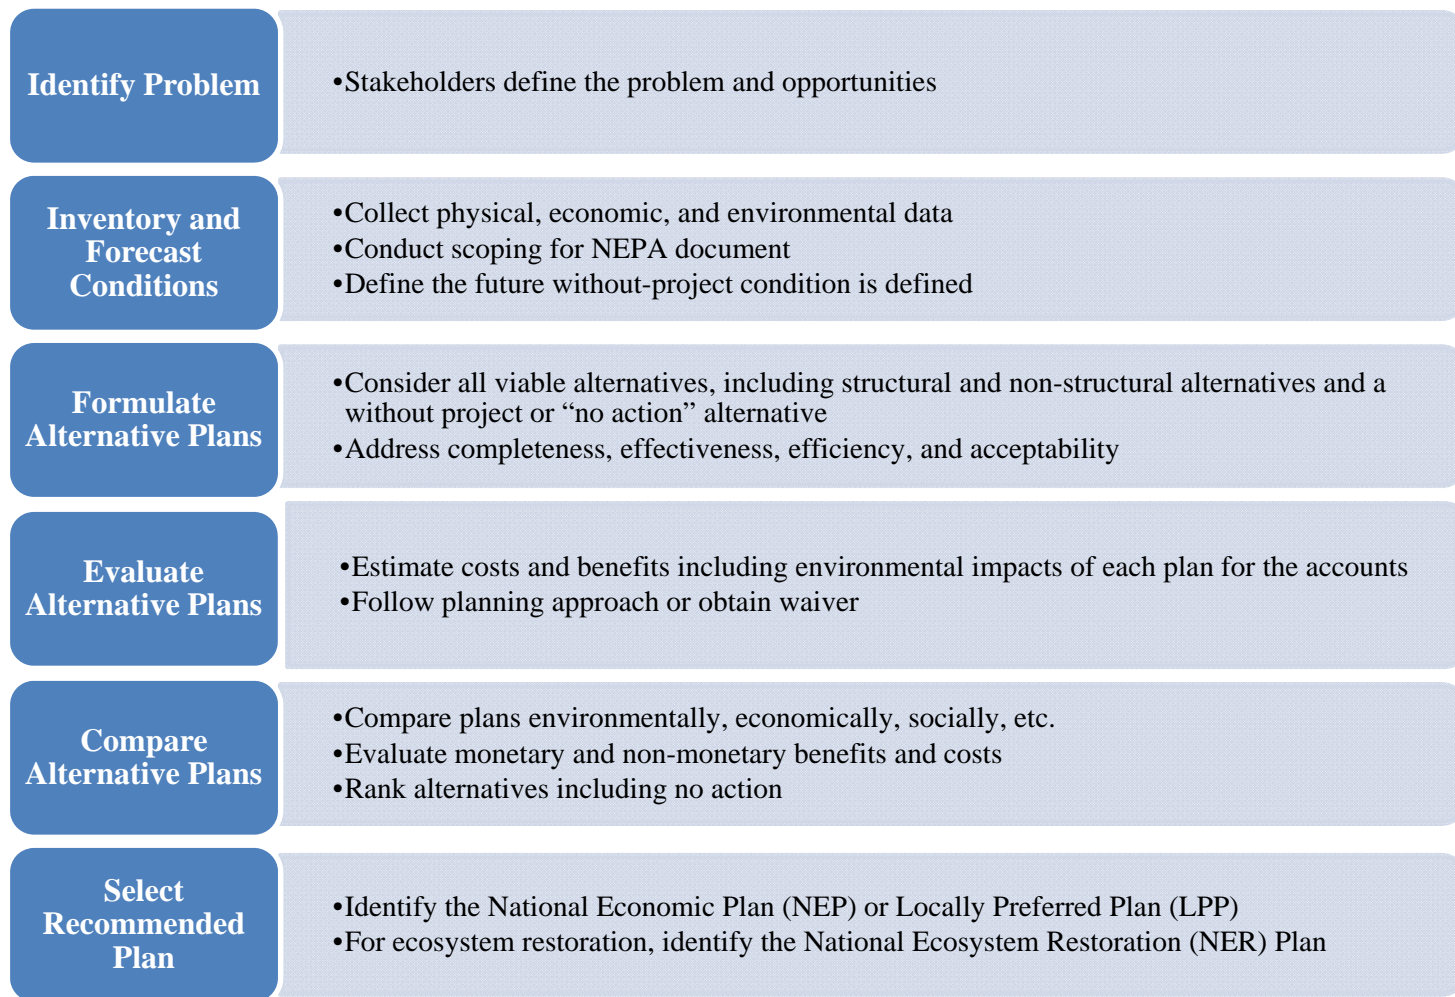 Identify Problem
•Stakeholders define the problem and opportunities
Inventory and
Forecast
Conditions
•Collect physical, economic, and environmental data
•Conduct scoping for NEPA document
•Define the future without-project condition is defined
Formulate
Alternative Plans
•Consider all viable alternatives, including structural and non-structural alternatives and a
without project or “no action” alternative
•Address completeness, effectiveness, efficiency, and acceptability
Evaluate
Alternative Plans
•Estimate costs and benefits including environmental impacts of each plan for the accounts
•Follow planning approach or obtain waiver
Compare
Alternative Plans
•Compare plans environmentally, economically, socially, etc.
•Evaluate monetary and non-monetary benefits and costs
•Rank alternatives including no action
Select
Recommended
Plan
•Identify the National Economic Plan (NEP) or Locally Preferred Plan (LPP)
•For ecosystem restoration, identify the National Ecosystem Restoration (NER) Plan